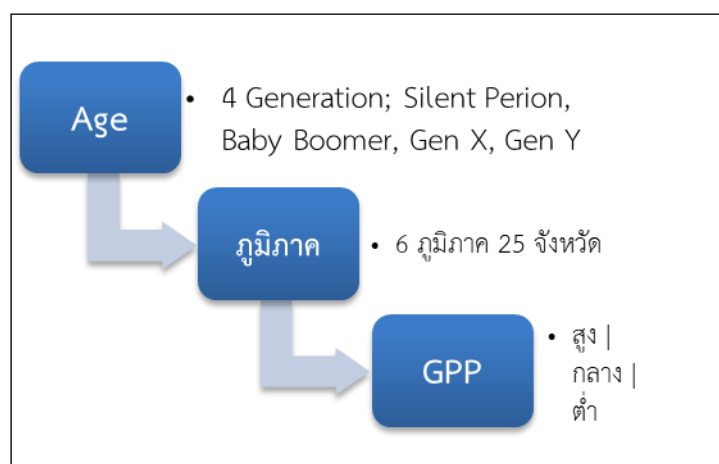 Age
• 4 Generation; Silent Perion,
Baby Boomer, Gen X, Gen Y
ภูมิภาค
• 6 ภูมิภาค 25 จังหวัด
GPP
• สูง |
กลาง |
ต่ำ